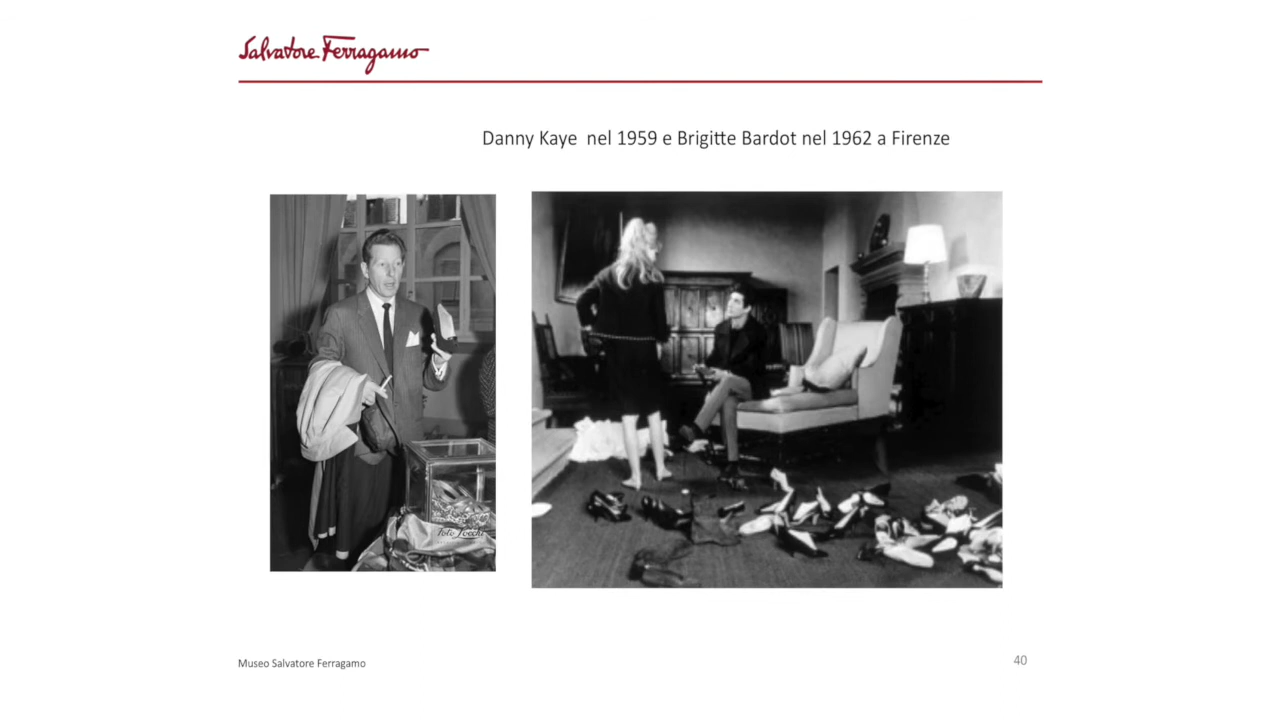 Salvatore Ferragamo
Danny Kaye nel 1959 e Brigitte Bardot nel 1962 a Firenze
Foto Locchi
Museo Salvatore Ferragamo
40